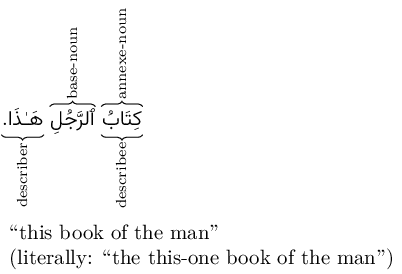 base-noun
annexe-noun
كِتَابُ ٱلرَّجُلِ هَـٰذَا.
describer
describee
“this book of the man”
(literally: “the this-one book of the man”)